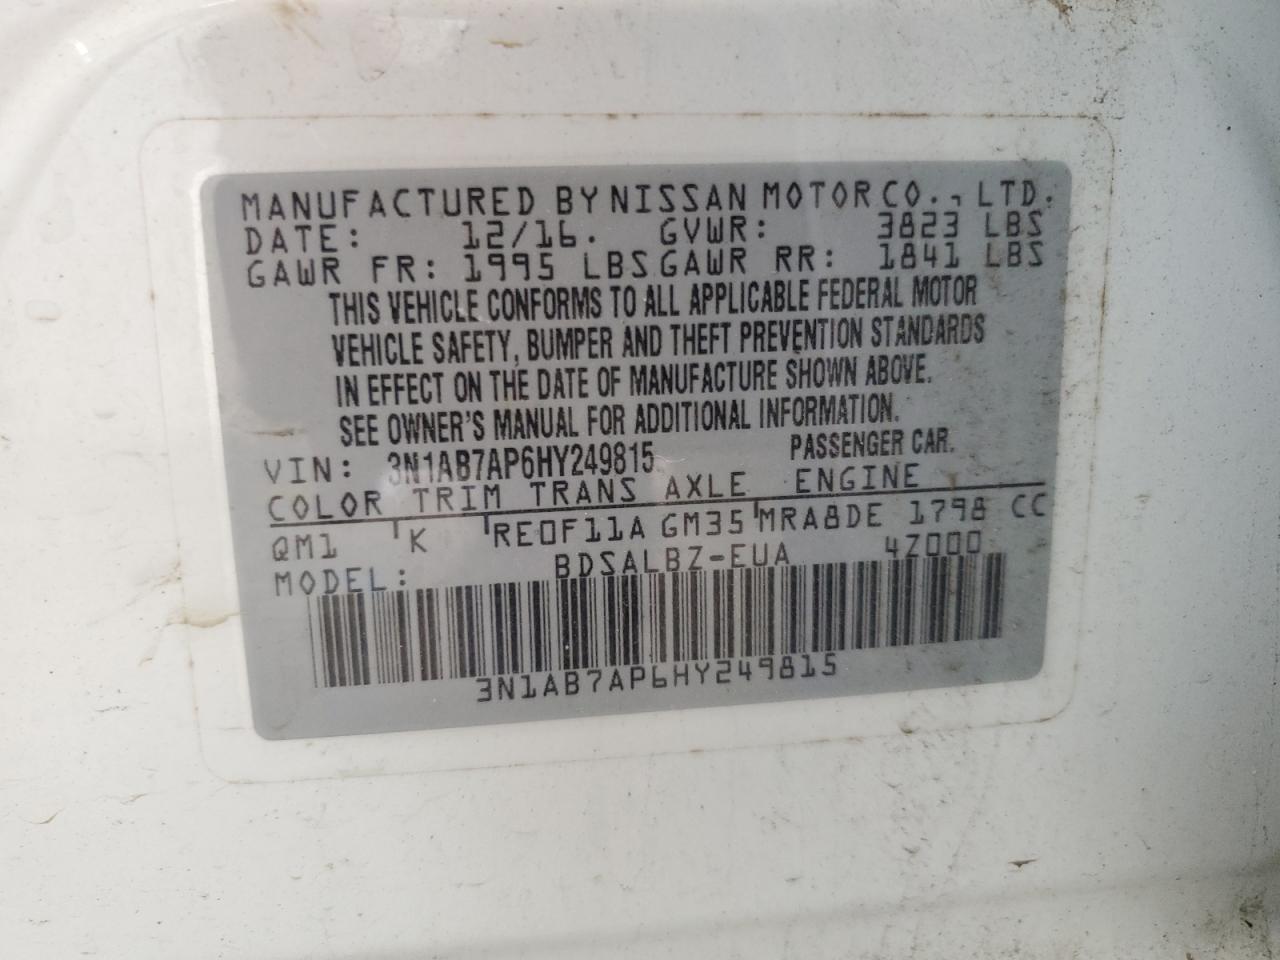 MANUFACTURED BY NISSAN MOTOR CO., LTD.
DATE: 12/16. GVWR: 3823 LBS
GAWR FR: 1995 LBS GAWR RR: 1841 LBS
THIS VEHICLE CONFORMS TO ALL APPLICABLE FEDERAL MOTOR
VEHICLE SAFETY, BUMPER AND THEFT PREVENTION STANDARDS
IN EFFECT ON THE DATE OF MANUFACTURE SHOWN ABOVE.
SEE OWNER'S MANUAL FOR ADDITIONAL INFORMATION.
VIN: 3N1AB7AP6HY249815 PASSENGER CAR.
COLOR TRIM TRANS AXLE ENGINE
QM1 K RE0F11A GM35 MRA8DE 1798 CC
MODEL: BDSALBZ-EUA 4Z000
3N1AB7AP6HY249815